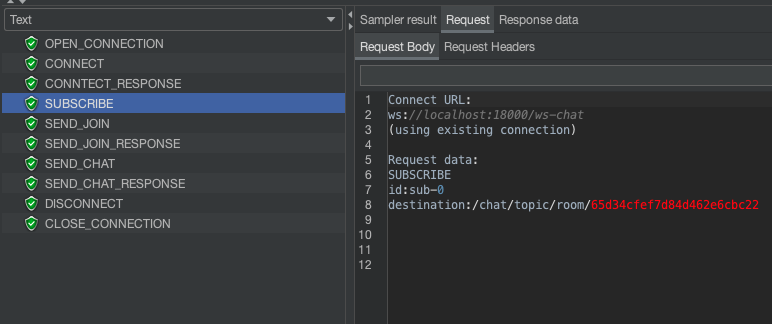 Text
OPEN_CONNECTION
CONNECT
CONNTECT_RESPONSE
SUBSCRIBE
SEND_JOIN
SEND_JOIN_RESPONSE
SEND_CHAT
SEND_CHAT_RESPONSE
DISCONNECT
CLOSE_CONNECTION
Sampler result Request Response data
Request Body Request Headers
1 Connect URL:
2 ws://localhost:18000/ws-chat
3 (using existing connection)
4
5 Request data:
6 SUBSCRIBE
7 id:sub-0
8 destination:/chat/topic/room/65d34cfef7d84d462e6cbc22
9
10
11
12